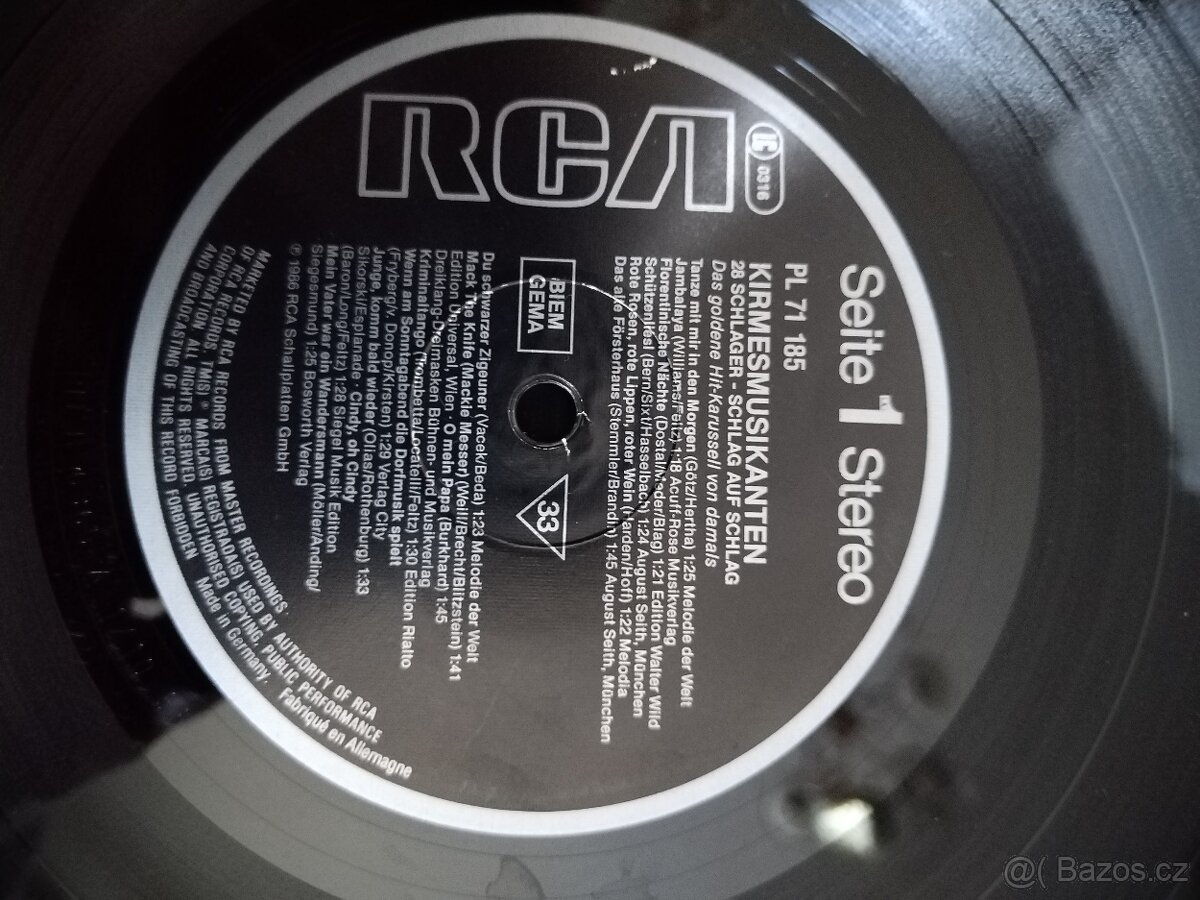 Seite 1 Stereo
PL 71 185
KIRMESMUSIKANTEN
28 SCHLAGER - SCHLAG AUF SCHLAG
Das goldene Hit-Karussell von damals
Tanze mit mir in den Morgen (Götz/Hertha) 1:25 Melodie der Welt
Jambalaya (Williams/Feltz) 1:18 Acuff-Rose Musikverlag
Florentinische Nächte (Dostal/Mader/Blag) 1:21 Edition Walter Wild
Schützenliesl (Bern/Sixt/Hasselbach) 1:24 August Seith, München
Rote Rosen, rote Lippen, roter Wein (Harden/Hoff) 1:22 Melodia
Das alte Försterhaus (Stemmler/Brandin) 1:45 August Seith, München
RCA
LC 0316
BIEM
GEMA
33
Du schwarzer Zigeuner (Vacek/Beda) 1:23 Melodie der Welt
Mack The Knife (Mackie Messer) (Weill/Brecht/Blitzstein) 1:41
Edition Universal, Wien · O mein Papa (Burkhard) 1:45
Dreiklang-Dreimasken Bühnen- und Musikverlag
Kriminaltango (Trombetta/Locatelli/Feltz) 1:30 Edition Rialto
Wenn am Sonntagabend die Dorfmusik spielt
(Fryberg/v. Donop/Kirsten) 1:29 Verlag City
Junge, komm bald wieder (Olias/Rothenburg) 1:33
Sikorski/Esplanade · Cindy, oh Cindy
(Baron/Long/Feltz) 1:28 Siegel Musik Edition
Mein Vater war ein Wandersmann (Möller/Anding/
Siegesmund) 1:25 Bosworth Verlag
℗ 1986 RCA Schallplatten GmbH
MARKETED BY RCA RECORDS FROM MASTER RECORDINGS
OF RCA RECORDS. TM(S) ® MARCA(S) REGISTRADA(S) USED BY AUTHORITY OF RCA
CORPORATION. ALL RIGHTS RESERVED. UNAUTHORISED COPYING, PUBLIC PERFORMANCE
AND BROADCASTING OF THIS RECORD FORBIDDEN Made in Germany. Fabriqué en Allemagne
@( Bazos.cz